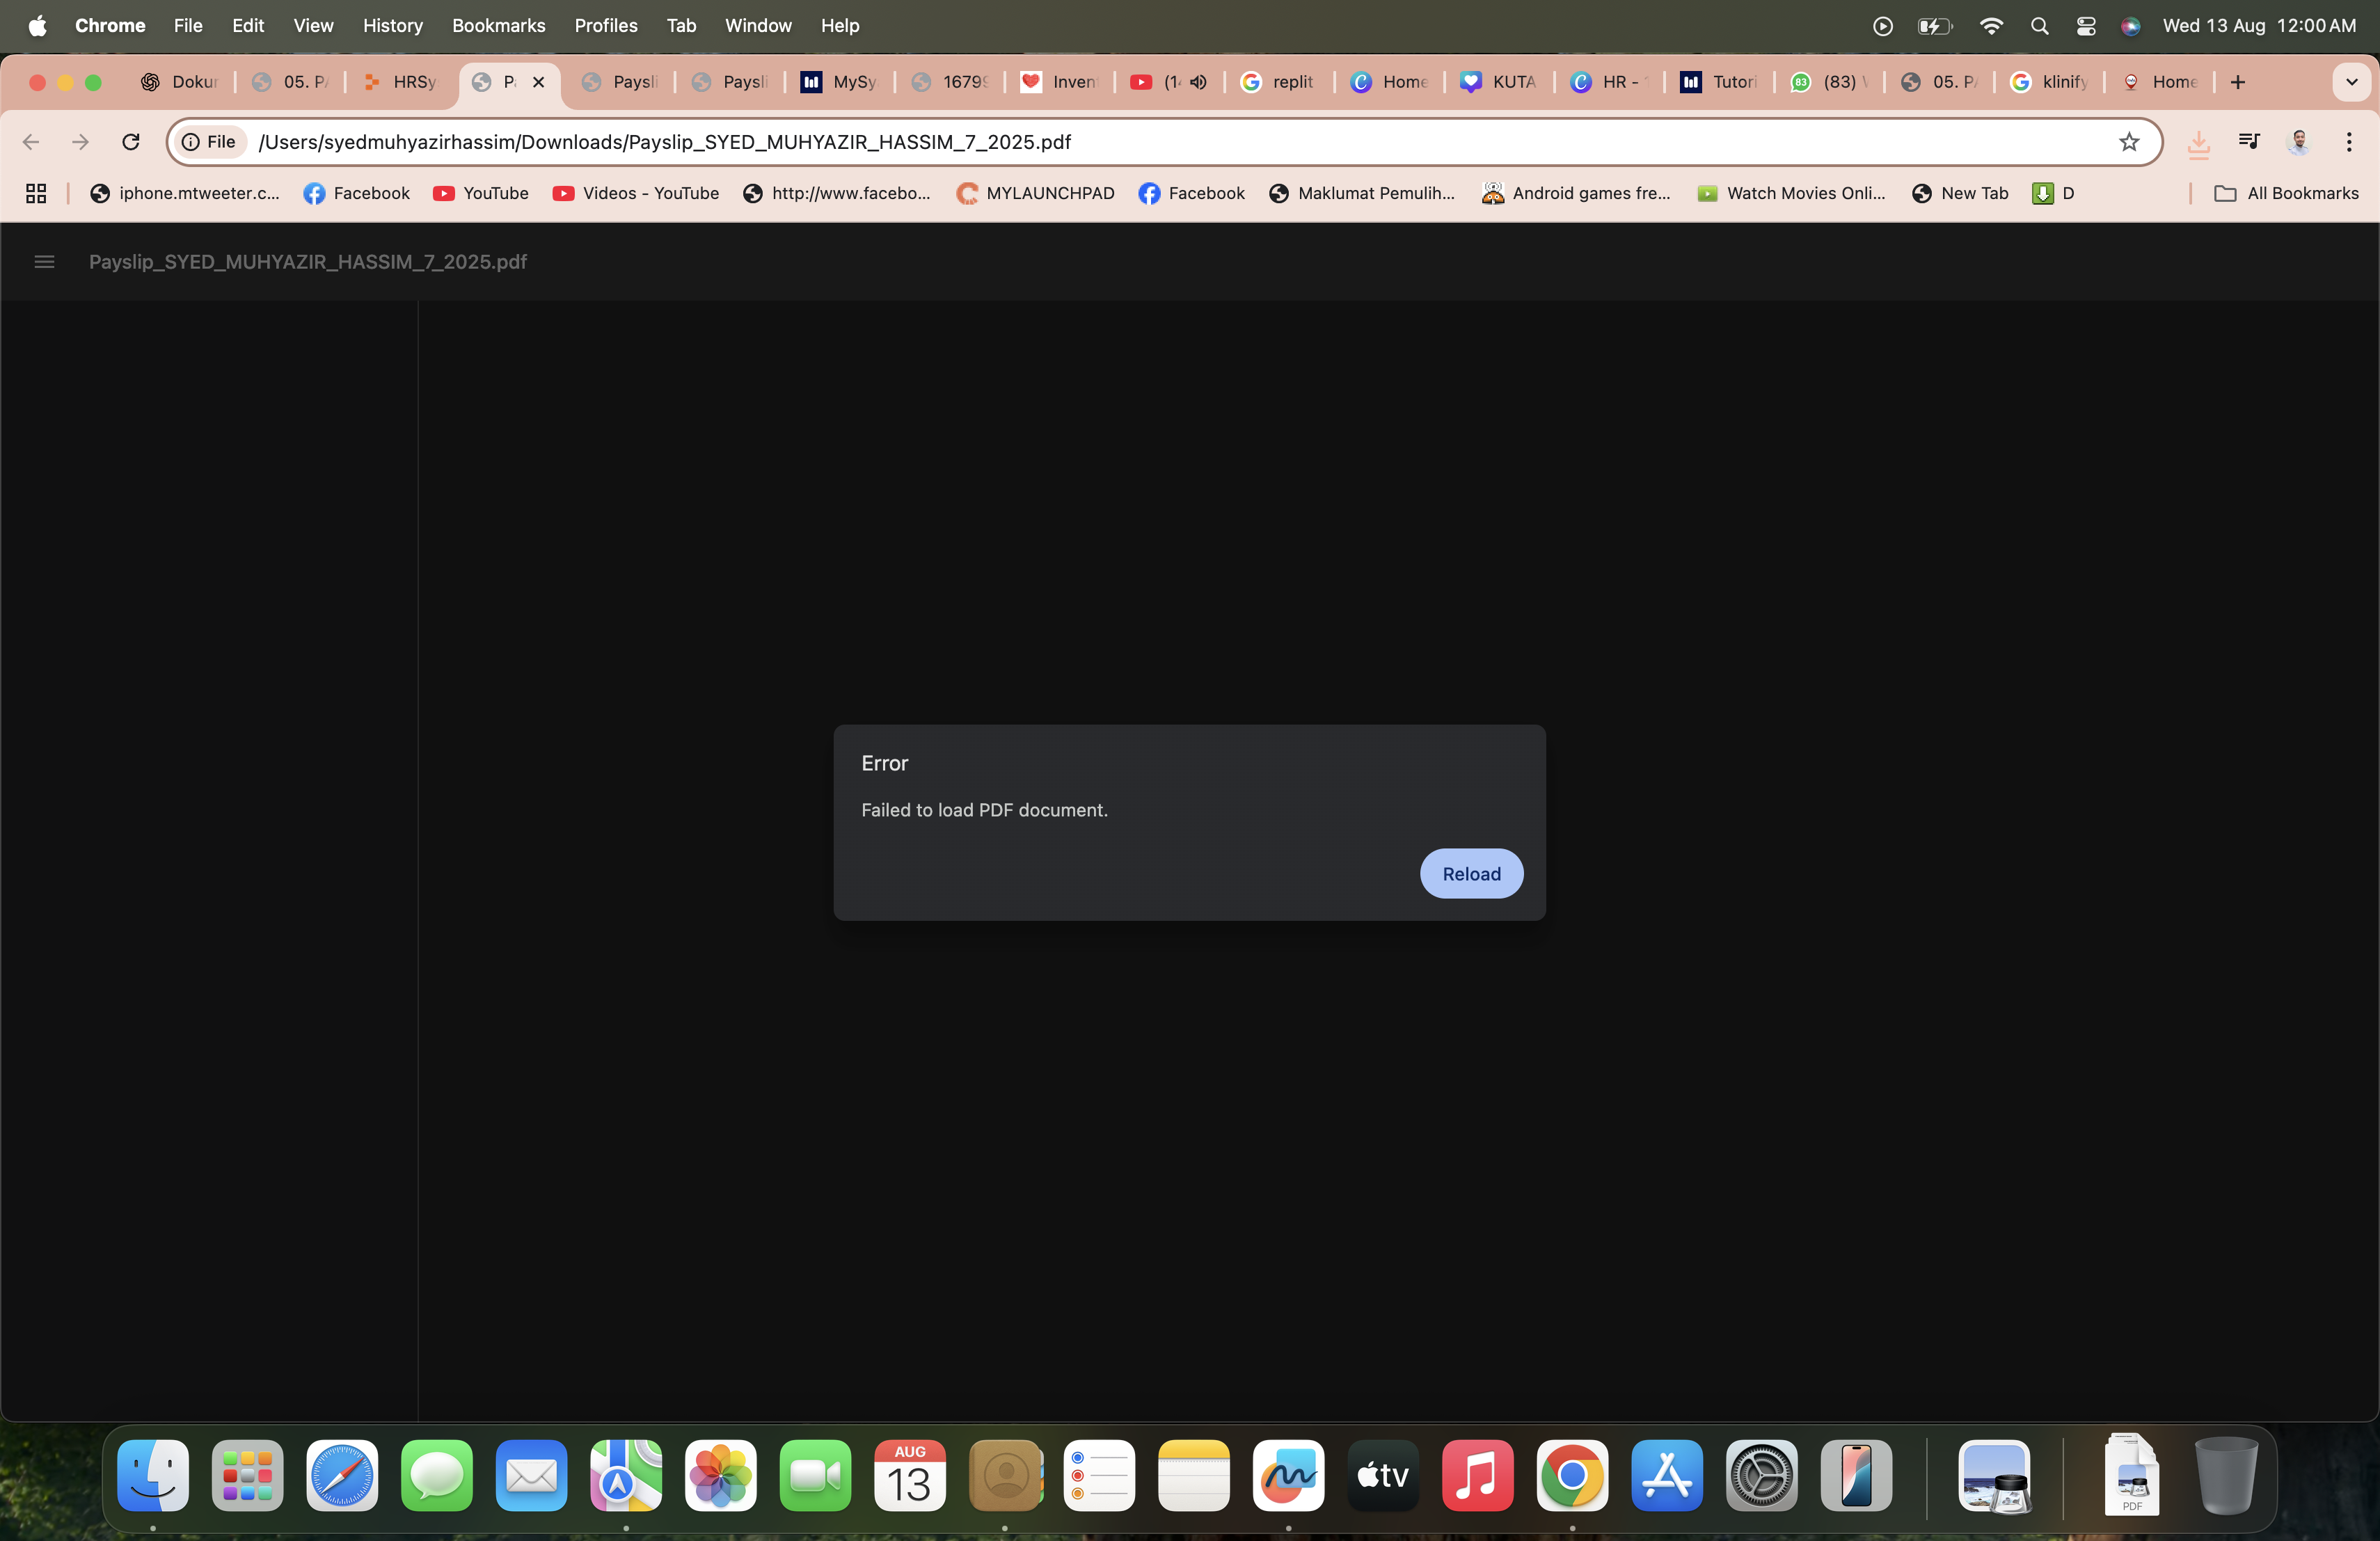 Chrome File Edit View History Bookmarks Profiles Tab Window Help Wed 13 Aug 12:00 AM
Dokur 05. P HRSy P Paysli Paysli MySy 1679 Inven (14 replit Home KUTA HR - Tutori 83 (83) 05. P klinify Home
File /Users/syedmuhyazirhassim/Downloads/Payslip_SYED_MUHYAZIR_HASSIM_7_2025.pdf
iphone.mtweeter.c... Facebook YouTube Videos - YouTube http://www.facebo... MYLAUNCHPAD Facebook Maklumat Pemulih... Android games fre... Watch Movies Onli... New Tab D All Bookmarks
Payslip_SYED_MUHYAZIR_HASSIM_7_2025.pdf
Error
Failed to load PDF document.
Reload
AUG
13
tv
PDF